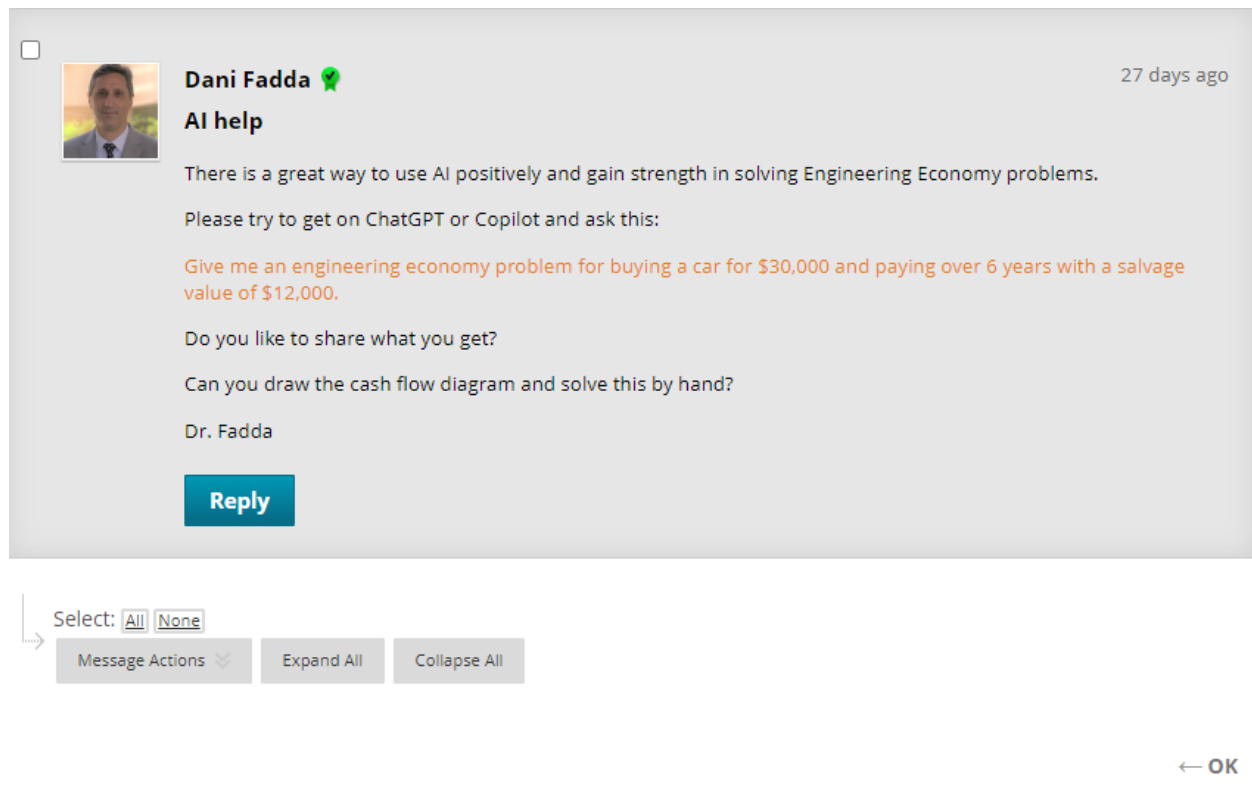 Dani Fadda
27 days ago
AI help
There is a great way to use AI positively and gain strength in solving Engineering Economy problems.
Please try to get on ChatGPT or Copilot and ask this:
Give me an engineering economy problem for buying a car for $30,000 and paying over 6 years with a salvage
value of $12,000.
Do you like to share what you get?
Can you draw the cash flow diagram and solve this by hand?
Dr. Fadda
Reply
Select: All None
Message Actions Expand All Collapse All
← OK